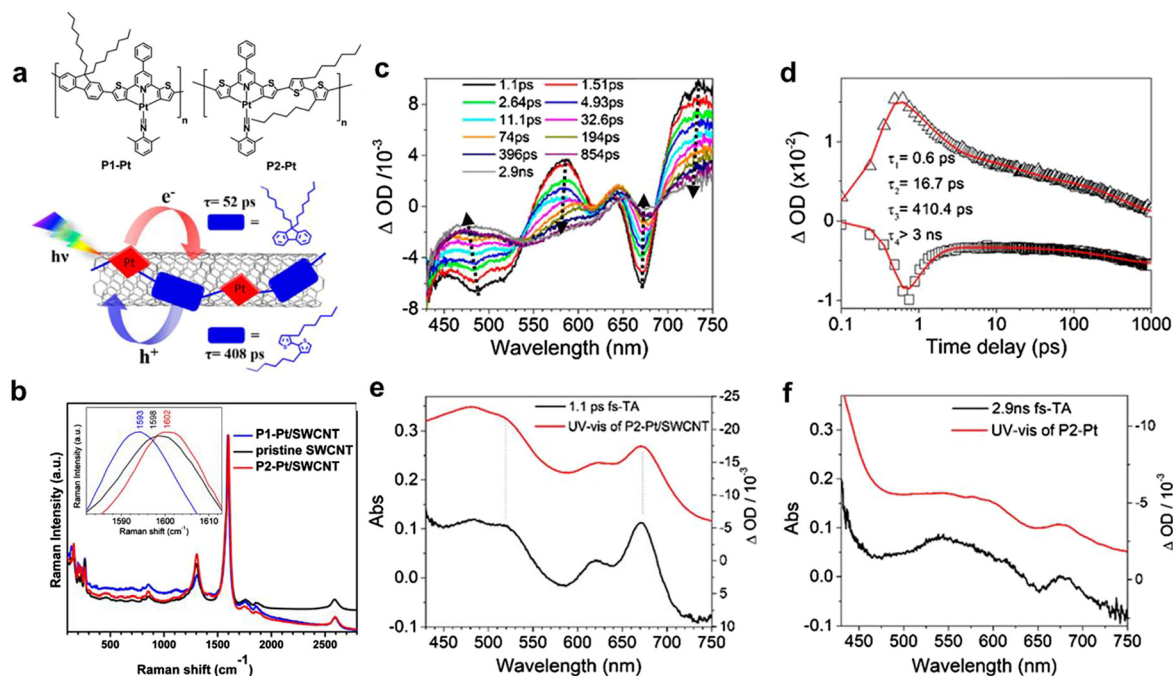 a
S
N
S
Pt
C
N
n
P1-Pt
S
N
S
S
S
Pt
C
N
n
P2-Pt
hν
e-
τ= 52 ps
=
Pt
Pt
h+
=
τ= 408 ps
S
S
b
Raman Intensity (a.u.)
Raman Intensity (a.u.)
1593
1598
1602
1590 1600 1610
Raman shift (cm-1)
P1-Pt/SWCNT
pristine SWCNT
P2-Pt/SWCNT
500 1000 1500 2000 2500
Raman shift (cm-1)
c
Δ OD /10-3
8
4
0
-4
-8
1.1ps 1.51ps
2.64ps 4.93ps
11.1ps 32.6ps
74ps 194ps
396ps 854ps
2.9ns
450 500 550 600 650 700 750
Wavelength (nm)
d
Δ OD (x10-2)
1
0
-1
τ1= 0.6 ps
τ2= 16.7 ps
τ3= 410.4 ps
τ4> 3 ns
0.1 1 10 100 1000
Time delay (ps)
e
Abs
0.3
0.2
0.1
0.0
-0.1
1.1 ps fs-TA
UV-vis of P2-Pt/SWCNT
-25
-20
-15
-10
-5
0
5
10
Δ OD / 10-3
450 500 550 600 650 700 750
Wavelength (nm)
f
Abs
0.3
0.2
0.1
0.0
-0.1
2.9ns fs-TA
UV-vis of P2-Pt
-10
-5
0
Δ OD / 10-3
450 500 550 600 650 700 750
Wavelength (nm)